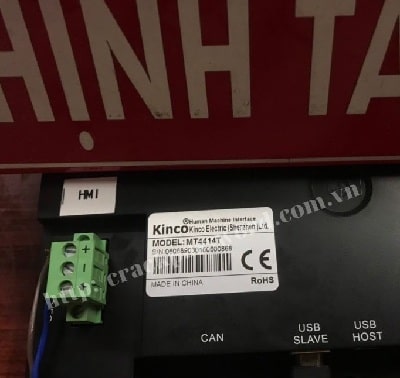 HỊNH TA
HMI
Kinco
®Human Machine Interface
Kinco Electric (Shenzhen) Ltd.
MODEL: MT4414T
MADE IN CHINA
CE
RoHS
+
-
CAN
USB
SLAVE
USB
HOST